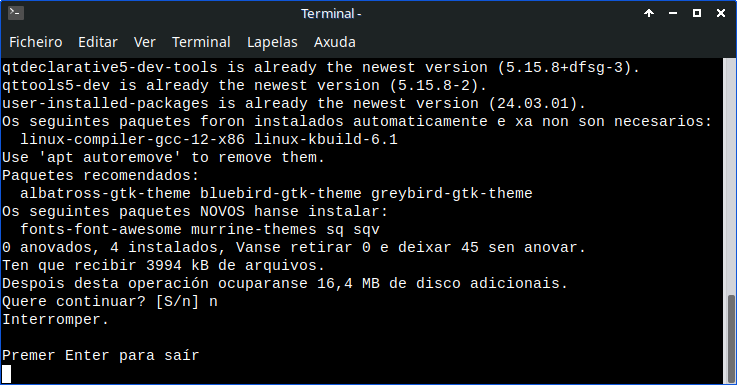 Terminal -
Ficheiro Editar Ver Terminal Lapelas Axuda
qtdeclarative5-dev-tools is already the newest version (5.15.8+dfsg-3).
qttools5-dev is already the newest version (5.15.8-2).
user-installed-packages is already the newest version (24.03.01).
Os seguintes paquetes foron instalados automaticamente e xa non son necesarios:
  linux-compiler-gcc-12-x86 linux-kbuild-6.1
Use 'apt autoremove' to remove them.
Paquetes recomendados:
  albatross-gtk-theme bluebird-gtk-theme greybird-gtk-theme
Os seguintes paquetes NOVOS hanse instalar:
  fonts-font-awesome murrine-themes sq sqv
0 anovados, 4 instalados, Vanse retirar 0 e deixar 45 sen anovar.
Ten que recibir 3994 kB de arquivos.
Despois desta operación ocuparanse 16,4 MB de disco adicionais.
Quere continuar? [S/n] n
Interromper.
Premer Enter para saír